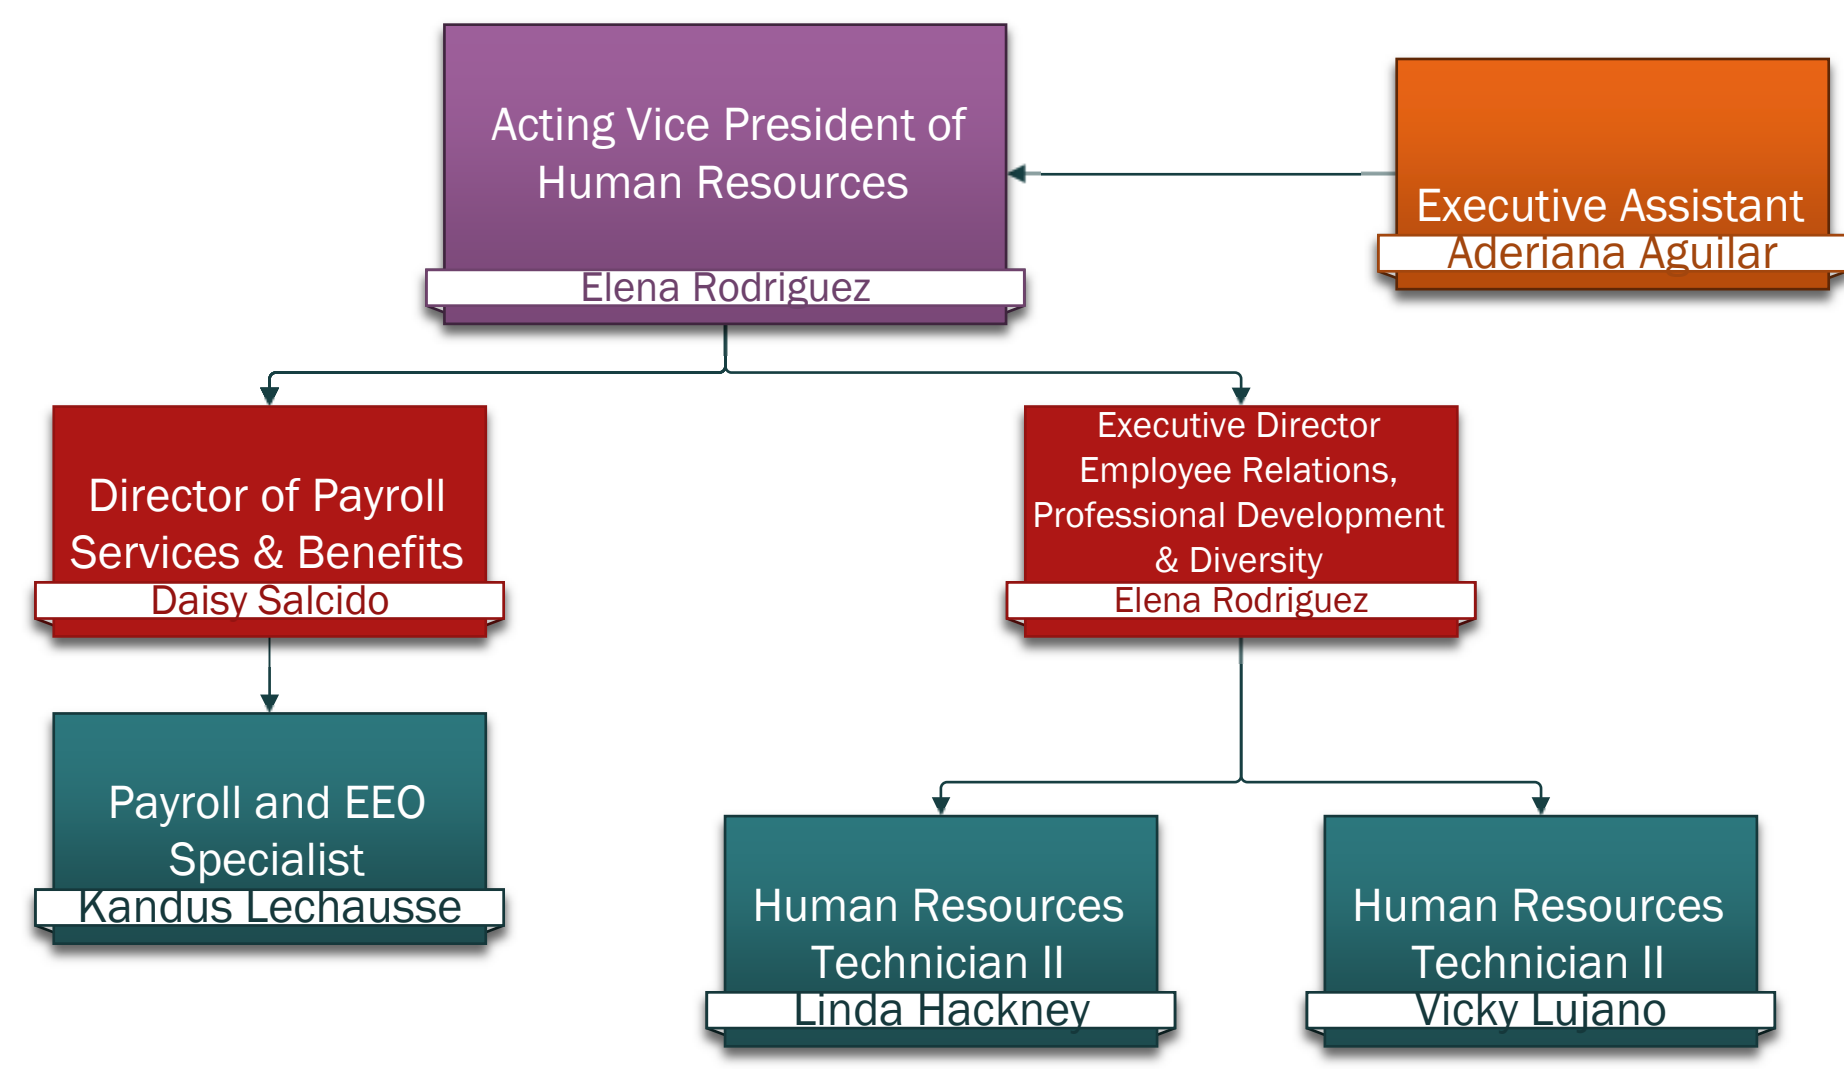 Acting Vice President of
Human Resources
Elena Rodriguez
Executive Assistant
Aderiana Aguilar
Director of Payroll
Services & Benefits
Daisy Salcido
Executive Director
Employee Relations,
Professional Development
& Diversity
Elena Rodriguez
Payroll and EEO
Specialist
Kandus Lechausse
Human Resources
Technician II
Linda Hackney
Human Resources
Technician II
Vicky Lujano